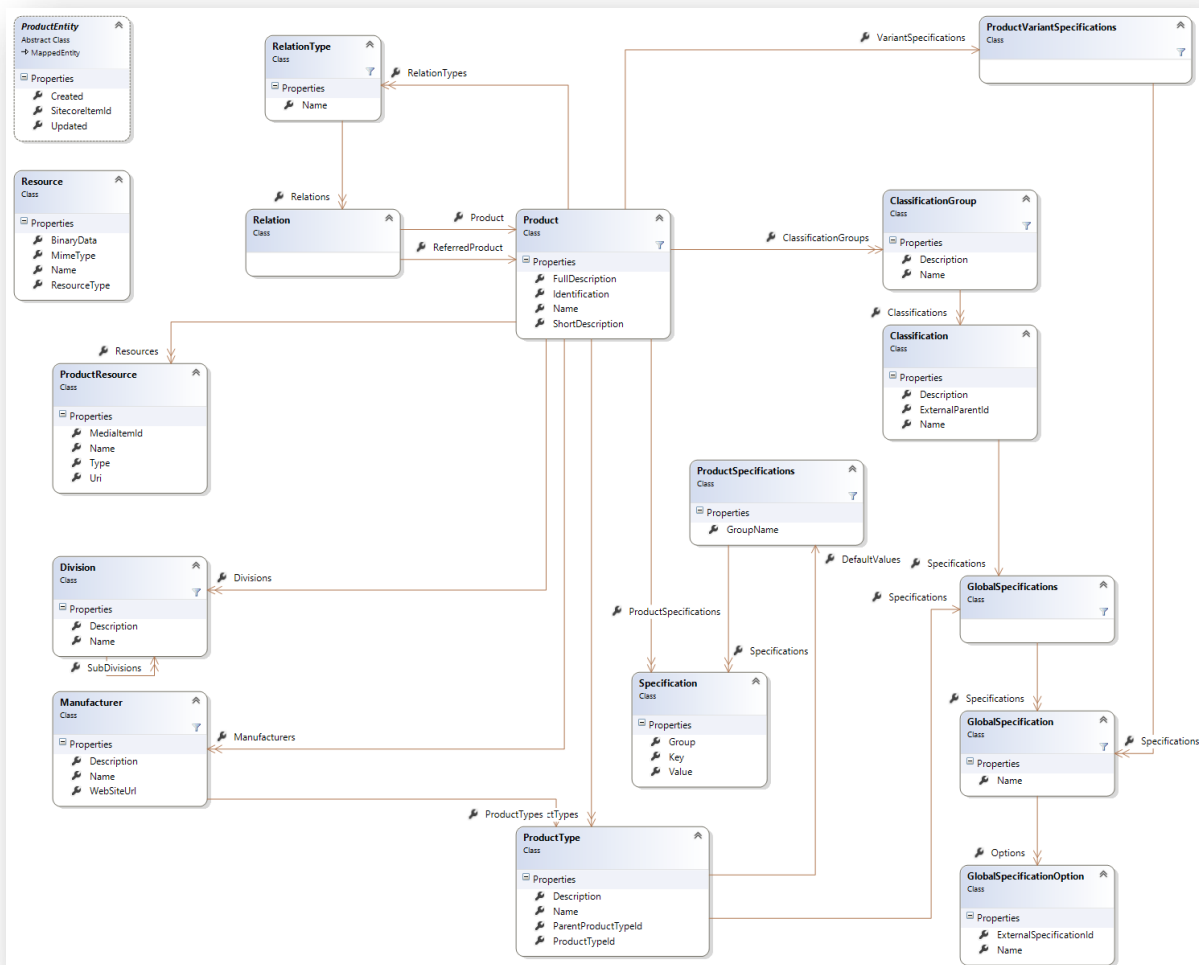 ProductEntity
Abstract Class
MappedEntity
Properties
Created
SitecoreItemId
Updated
RelationType
Class
Properties
Name
RelationTypes
VariantSpecifications
ProductVariantSpecifications
Class
Resource
Class
Properties
BinaryData
MimeType
Name
ResourceType
Relations
Relation
Class
Product
ReferredProduct
Product
Class
Properties
FullDescription
Identification
Name
ShortDescription
ClassificationGroups
ClassificationGroup
Class
Properties
Description
Name
Classifications
Classification
Class
Properties
Description
ExternalParentId
Name
Resources
ProductResource
Class
Properties
MediaItemId
Name
Type
Uri
ProductSpecifications
Class
Properties
GroupName
DefaultValues
Specifications
Division
Class
Properties
Description
Name
Divisions
SubDivisions
ProductSpecifications
Specifications
Specifications
GlobalSpecifications
Class
Specification
Class
Properties
Group
Key
Value
Specifications
GlobalSpecification
Class
Properties
Name
Specifications
Manufacturer
Class
Properties
Description
Name
WebSiteUrl
Manufacturers
ProductTypes
ctTypes
ProductType
Class
Properties
Description
Name
ParentProductTypeId
ProductTypeId
Options
GlobalSpecificationOption
Class
Properties
ExternalSpecificationId
Name